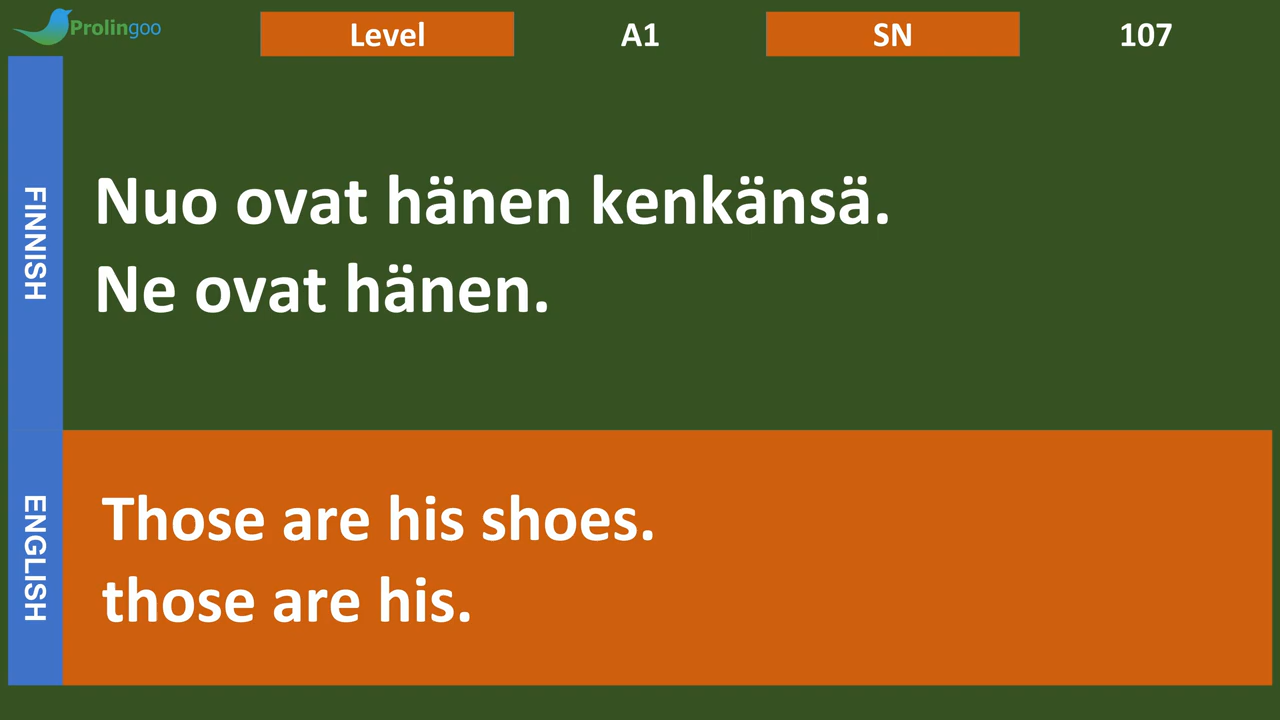 Prolingoo
Level A1 SN 107
FINNISH
Nuo ovat hänen kenkänsä.
Ne ovat hänen.
ENGLISH
Those are his shoes.
those are his.